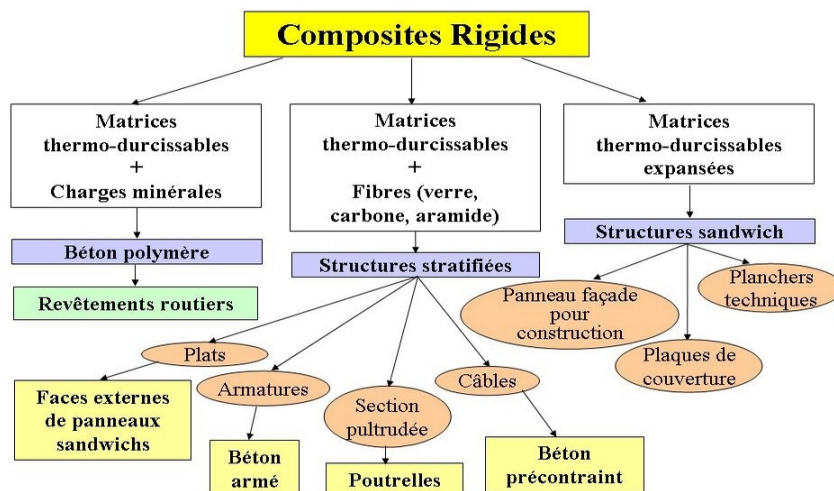 Composites Rigides
Matrices
thermo-durcissables
+
Charges minérales
Matrices
thermo-durcissables
+
Fibres (verre,
carbone, aramide)
Matrices
thermo-durcissables
expansées
Béton polymère
Structures stratifiées
Structures sandwich
Revêtements routiers
Panneau façade
pour
construction
Planchers
techniques
Plaques de
couverture
Plats
Armatures
Section
pultrudée
Câbles
Faces externes
de panneaux
sandwichs
Béton
armé
Poutrelles
Béton
précontraint